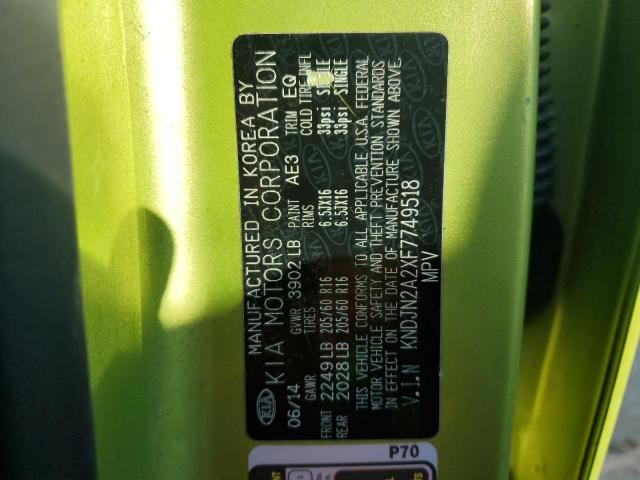 MANUFACTURED IN KOREA BY
KIA KIA MOTORS CORPORATION
06/14 GVWR 3902LB PAINT AE3 TRIM EQ
GAWR TIRES RIMS COLD TIRE INFL
FRONT 2249LB 205/60 R16 6.5JX16 33psi SINGLE
REAR 2028LB 205/60 R16 6.5JX16 33psi SINGLE
THIS VEHICLE CONFORMS TO ALL APPLICABLE U.S.A. FEDERAL
MOTOR VEHICLE SAFETY AND THEFT PREVENTION STANDARDS
IN EFFECT ON THE DATE OF MANUFACTURE SHOWN ABOVE.
V.I.N KNDJN2A2XF7749518
MPV
P70